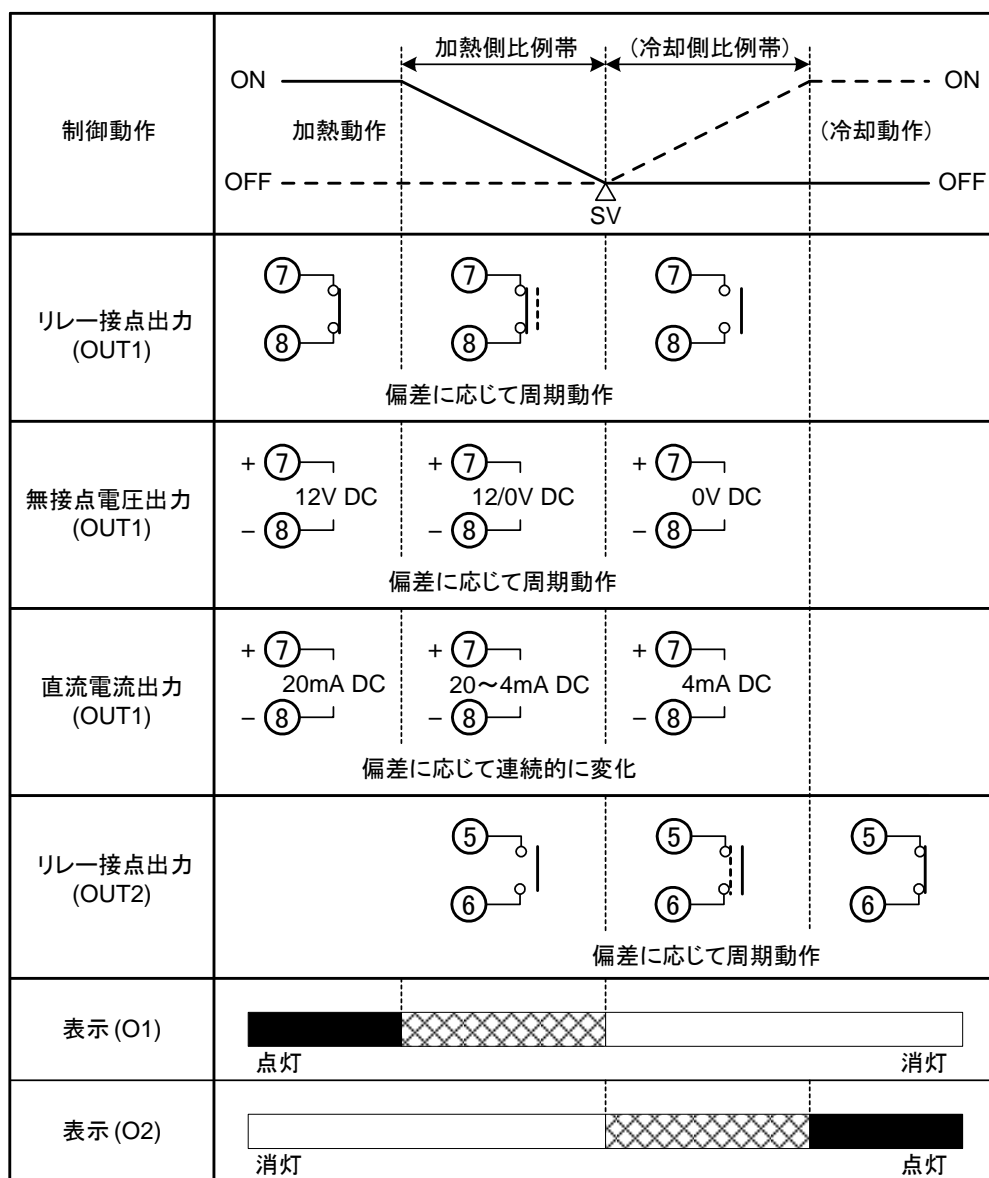 加熱側比例帯 (冷却側比例帯)
ON ON
制御動作 加熱動作 (冷却動作)
OFF OFF
SV
リレー接点出力
(OUT1)
7 7 7
8 8 8
偏差に応じて周期動作
無接点電圧出力
(OUT1)
+ 7 + 7 + 7
12V DC 12/0V DC 0V DC
− 8 − 8 − 8
偏差に応じて周期動作
直流電流出力
(OUT1)
+ 7 + 7 + 7
20mA DC 20～4mA DC 4mA DC
− 8 − 8 − 8
偏差に応じて連続的に変化
リレー接点出力
(OUT2)
5 5 5
6 6 6
偏差に応じて周期動作
表示 (O1)
点灯 消灯
表示 (O2)
消灯 点灯